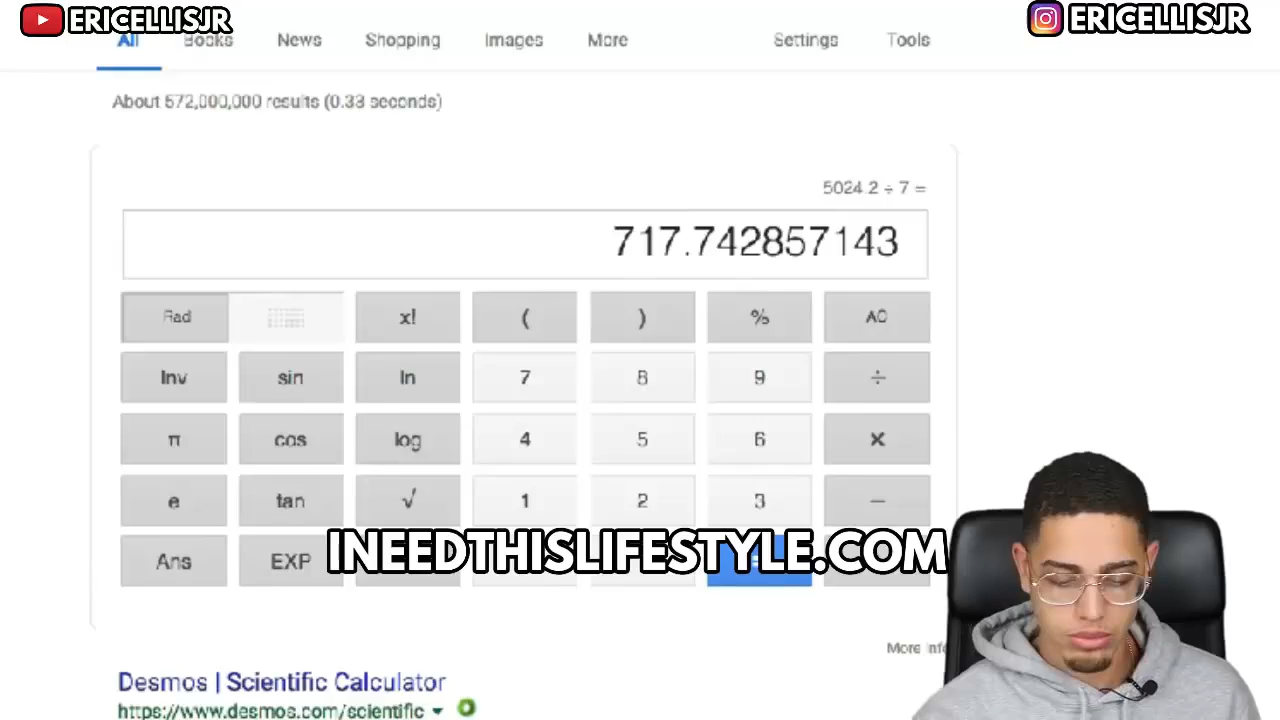 ERICELLISJR
ERICELLISJR
All Books News Shopping Images More Settings Tools
About 572,000,000 results (0.33 seconds)
5024.2 ÷ 7 =
717.742857143
Rad x! ( ) % AC
Inv sin ln 7 8 9 ÷
π cos log 4 5 6 ×
e tan √ 1 2 3 −
Ans EXP
INEEDTHISLIFESTYLE.COM
More info
Desmos | Scientific Calculator
https://www.desmos.com/scientific